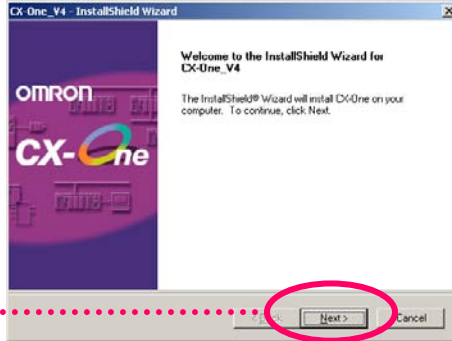 CX-One_V4 - InstallShield Wizard
Welcome to the InstallShield Wizard for
CX-One_V4
The InstallShield® Wizard will install CX-One on your
computer. To continue, click Next.
OMRON
CX-One
< Back
Next >
Cancel